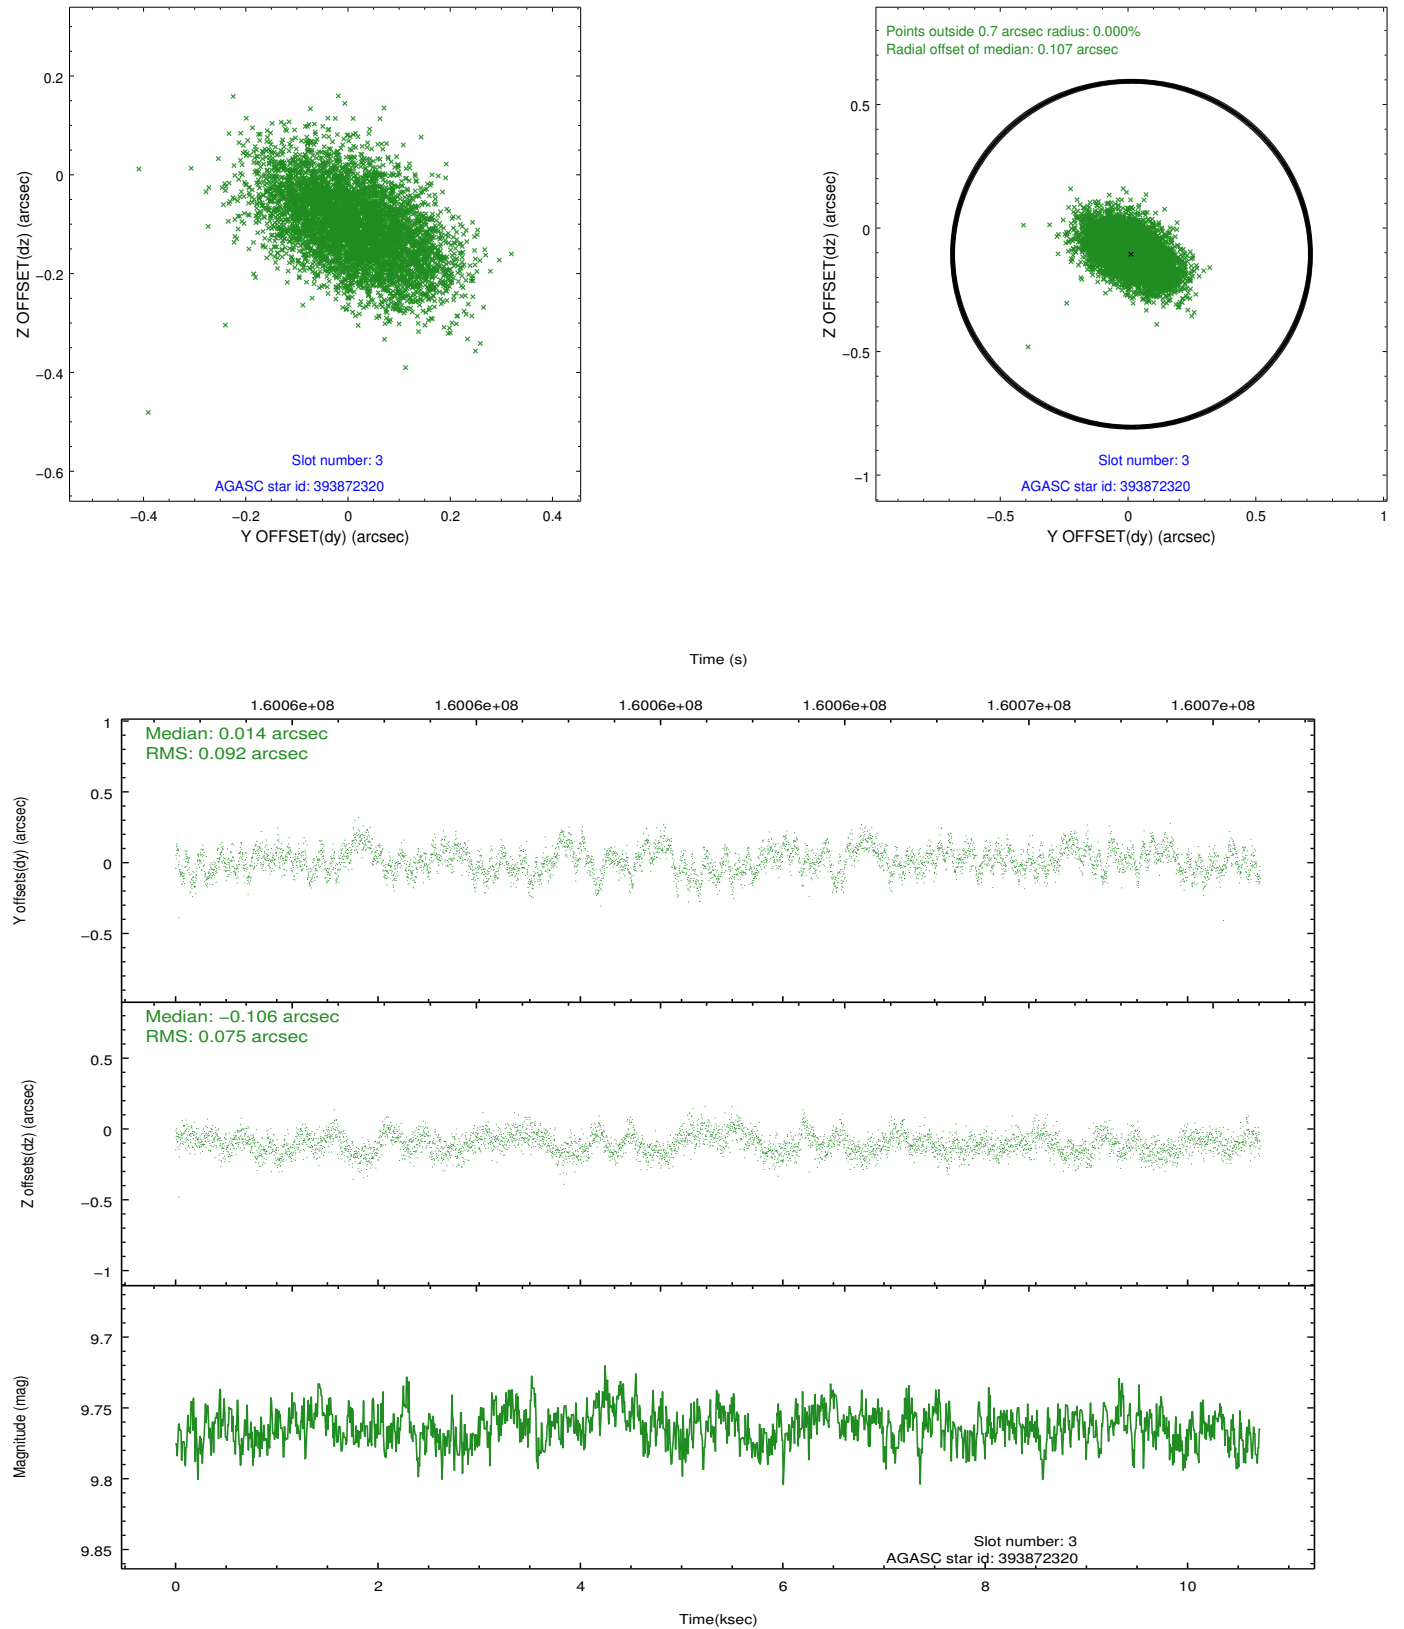 0.2
0
−0.2
−0.4
−0.6
Z OFFSET(dz) (arcsec)
Slot number: 3
AGASC star id: 393872320
−0.4
−0.2
0
0.2
0.4
Y OFFSET(dy) (arcsec)
Points outside 0.7 arcsec radius: 0.000%
Radial offset of median: 0.107 arcsec
0.5
0
−0.5
−1
Z OFFSET(dz) (arcsec)
Slot number: 3
AGASC star id: 393872320
−0.5
0
0.5
1
Y OFFSET(dy) (arcsec)
Time (s)
1.6006e+08
1.6006e+08
1.6006e+08
1.6006e+08
1.6007e+08
1.6007e+08
Median: 0.014 arcsec
RMS: 0.092 arcsec
1
0.5
0
−0.5
Y offsets(dy) (arcsec)
Median: −0.106 arcsec
RMS: 0.075 arcsec
0.5
0
−0.5
−1
Z offsets(dz) (arcsec)
9.7
9.75
9.8
9.85
Magnitude (mag)
Slot number: 3
AGASC star id: 393872320
0
2
4
6
8
10
Time(ksec)